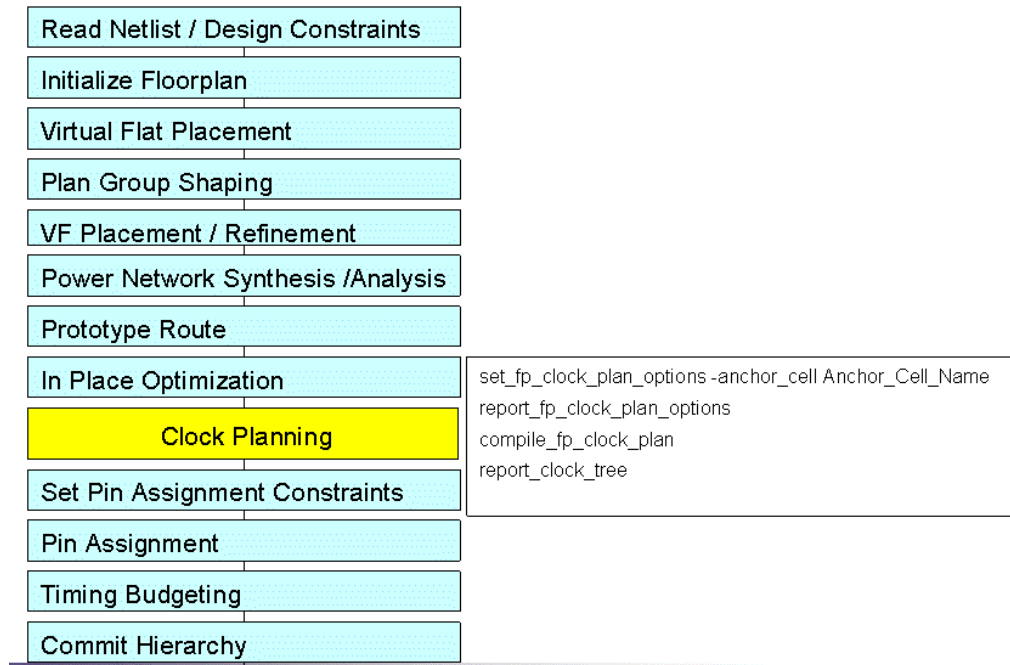 Read Netlist / Design Constraints
Initialize Floorplan
Virtual Flat Placement
Plan Group Shaping
VF Placement / Refinement
Power Network Synthesis /Analysis
Prototype Route
In Place Optimization
Clock Planning
set_fp_clock_plan_options -anchor_cell Anchor_Cell_Name
report_fp_clock_plan_options
compile_fp_clock_plan
report_clock_tree
Set Pin Assignment Constraints
Pin Assignment
Timing Budgeting
Commit Hierarchy